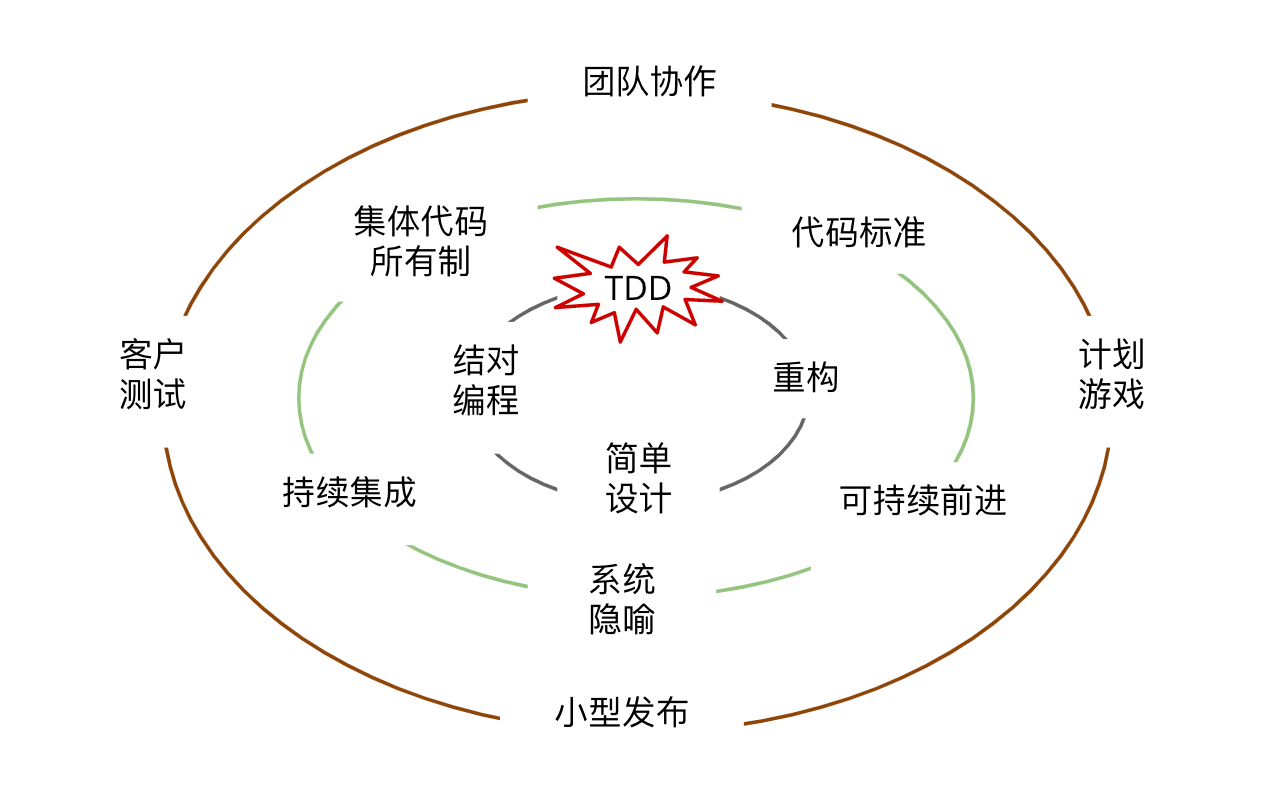 团队协作
集体代码
所有制
代码标准
TDD
客户
测试
结对
编程
重构
计划
游戏
简单
设计
持续集成
可持续前进
系统
隐喻
小型发布